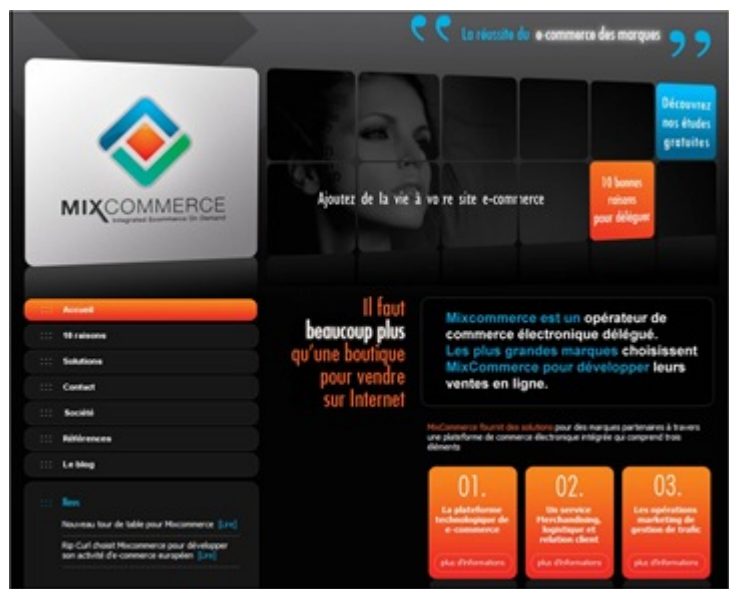 La réussite du e-commerce des marques
Découvrez
nos études
gratuites
MIXCOMMERCE
Integrated Ecommerce On Demand
Ajoutez de la vie à votre site e-commerce
10 bonnes
raisons
pour déléguer
Accueil
10 raisons
Solutions
Contact
Société
Références
Le blog
lien
Nouveau tour de table pour Mixcommerce [Lire]
Rip Curl choisit Mixcommerce pour développer
son activité d'e-commerce européen [Lire]
Il faut
beaucoup plus
qu'une boutique
pour vendre
sur Internet
Mixcommerce est un opérateur de
commerce électronique délégué.
Les plus grandes marques choisissent
MixCommerce pour développer leurs
ventes en ligne.
MixCommerce fournit des solutions pour des marques partenaires à travers
une plateforme de commerce électronique intégrée qui comprend trois
éléments
01.
La plateforme
technologique de
e-commerce
plus d'informations
02.
Un service
Merchandising,
logistique et
relation client
plus d'informations
03.
Les opérations
marketing de
gestion de trafic
plus d'informations